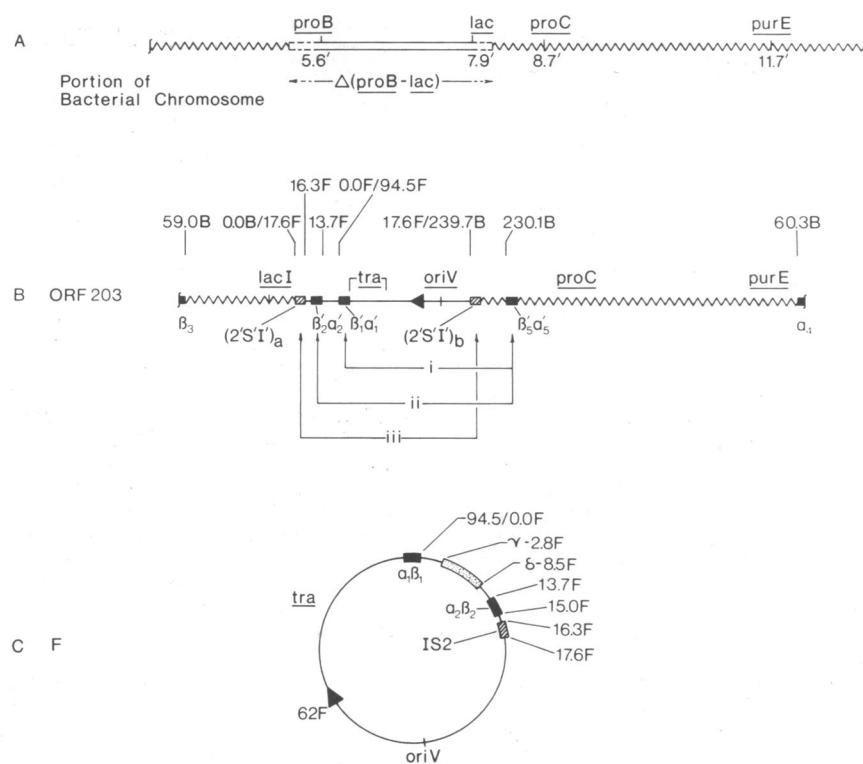 A
proB lac proC purE
5.6′ 7.9′ 8.7′ 11.7′
Portion of
Bacterial Chromosome
Δ(proB-lac)
16.3F 0.0F/94.5F
59.0B 0.0B/17.6F 13.7F 17.6F/239.7B 230.1B 60.3B
B ORF 203
lacI tra oriV proC purE
β3 (2'S'I')a β'2α'2 β'1α'1 (2'S'I')b β'5α'5
i
ii
iii
C F
94.5/0.0F
γ-2.8F
δ-8.5F
13.7F
15.0F
16.3F
17.6F
α1β1
α2β2
IS2
tra
62F
oriV